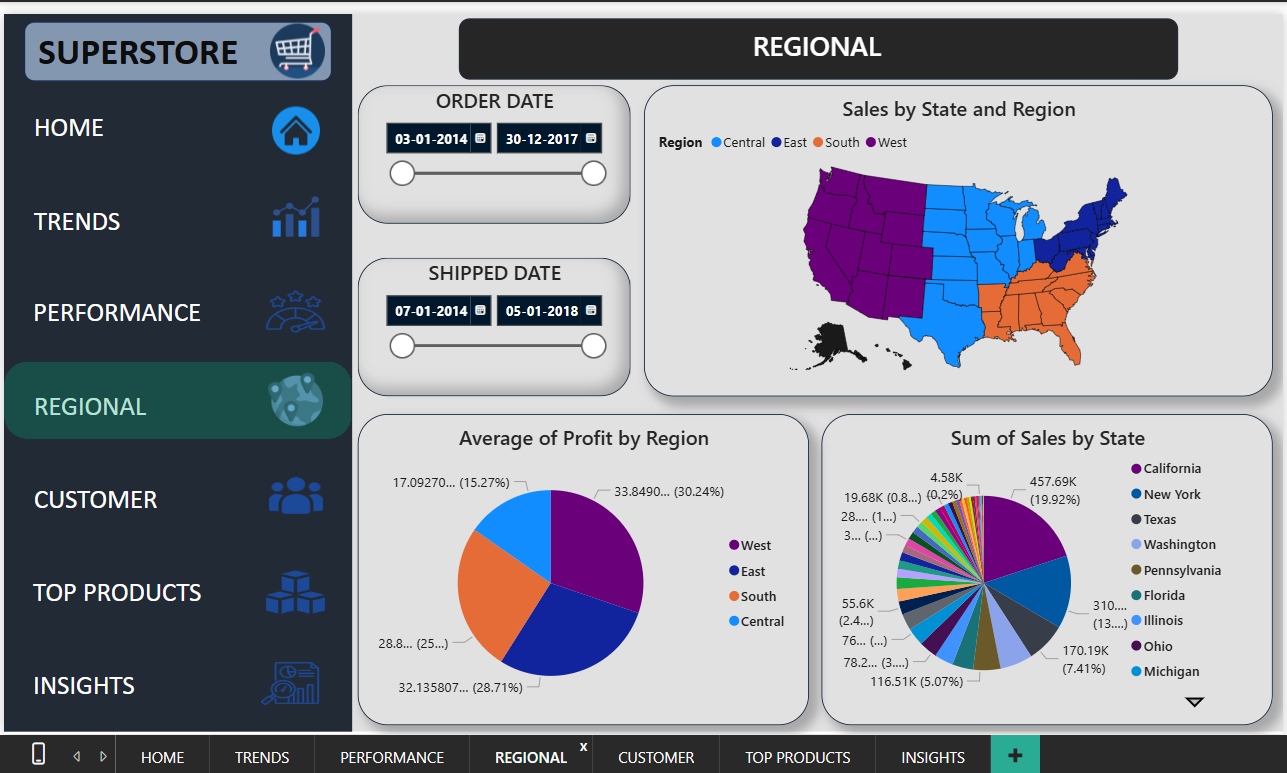 SUPERSTORE
HOME
TRENDS
PERFORMANCE
REGIONAL
CUSTOMER
TOP PRODUCTS
INSIGHTS
REGIONAL
ORDER DATE
03-01-2014
30-12-2017
SHIPPED DATE
07-01-2014
05-01-2018
Sales by State and Region
Region Central East South West
Average of Profit by Region
17.09270... (15.27%)
33.8490... (30.24%)
28.8... (25...)
32.135807... (28.71%)
West
East
South
Central
Sum of Sales by State
4.58K
(0.2%)
457.69K
(19.92%)
19.68K (0.8...)
28.... (1...)
3... (...)
55.6K
(2.4...)
76... (...)
78.2... (3....)
116.51K (5.07%)
170.19K
(7.41%)
310....
(13....)
California
New York
Texas
Washington
Pennsylvania
Florida
Illinois
Ohio
Michigan
HOME
TRENDS
PERFORMANCE
REGIONAL
x
CUSTOMER
TOP PRODUCTS
INSIGHTS
+